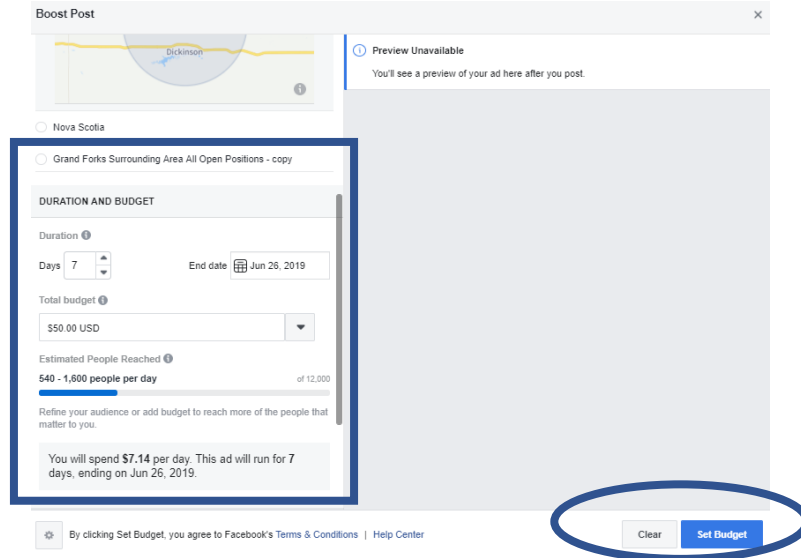 Boost Post
Dickinson
Preview Unavailable
You'll see a preview of your ad here after you post.
Nova Scotia
Grand Forks Surrounding Area All Open Positions - copy
DURATION AND BUDGET
Duration
Days 7 End date Jun 26, 2019
Total budget
$50.00 USD
Estimated People Reached
540 - 1,600 people per day of 12,000
Refine your audience or add budget to reach more of the people that
matter to you.
You will spend $7.14 per day. This ad will run for 7
days, ending on Jun 26, 2019.
By clicking Set Budget, you agree to Facebook's Terms & Conditions | Help Center
Clear Set Budget